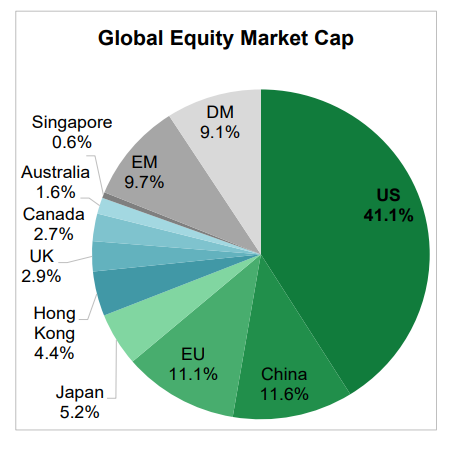 Global Equity Market Cap
DM
9.1%
Singapore
0.6%
EM
9.7%
Australia
1.6%
US
41.1%
Canada
2.7%
UK
2.9%
Hong
Kong
4.4%
EU
11.1%
China
11.6%
Japan
5.2%